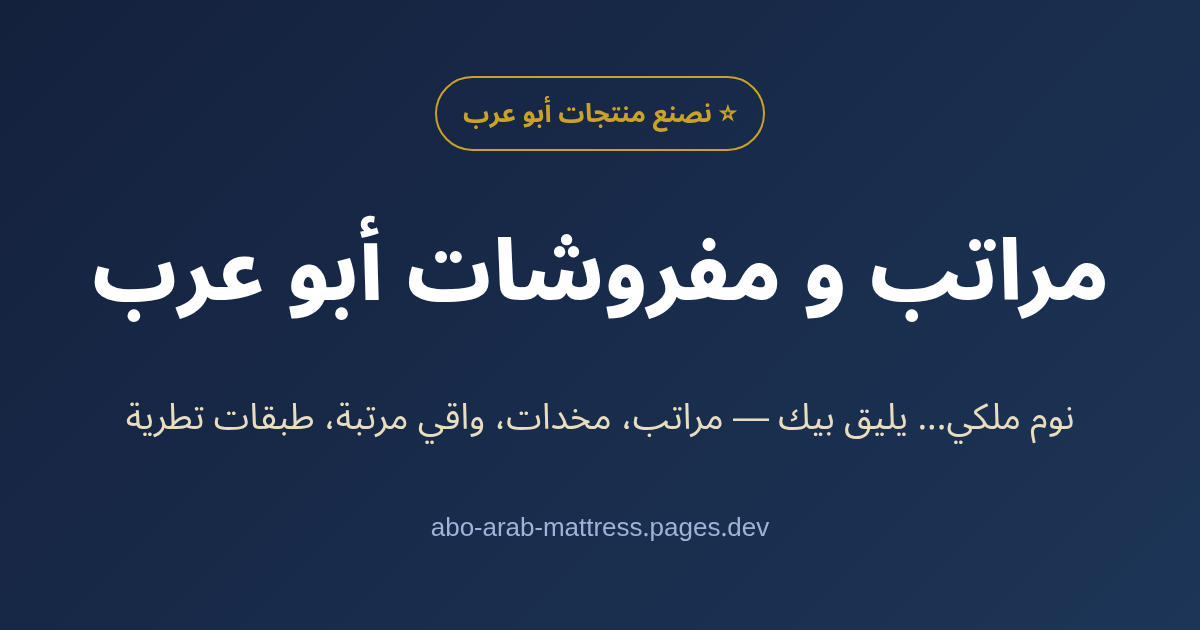 ☆ نصنع منتجات أبو عرب
مراتب و مفروشات أبو عرب
نوم ملكي... يليق بيك — مراتب، مخدات، واقي مرتبة، طبقات تطرية
abo-arab-mattress.pages.dev